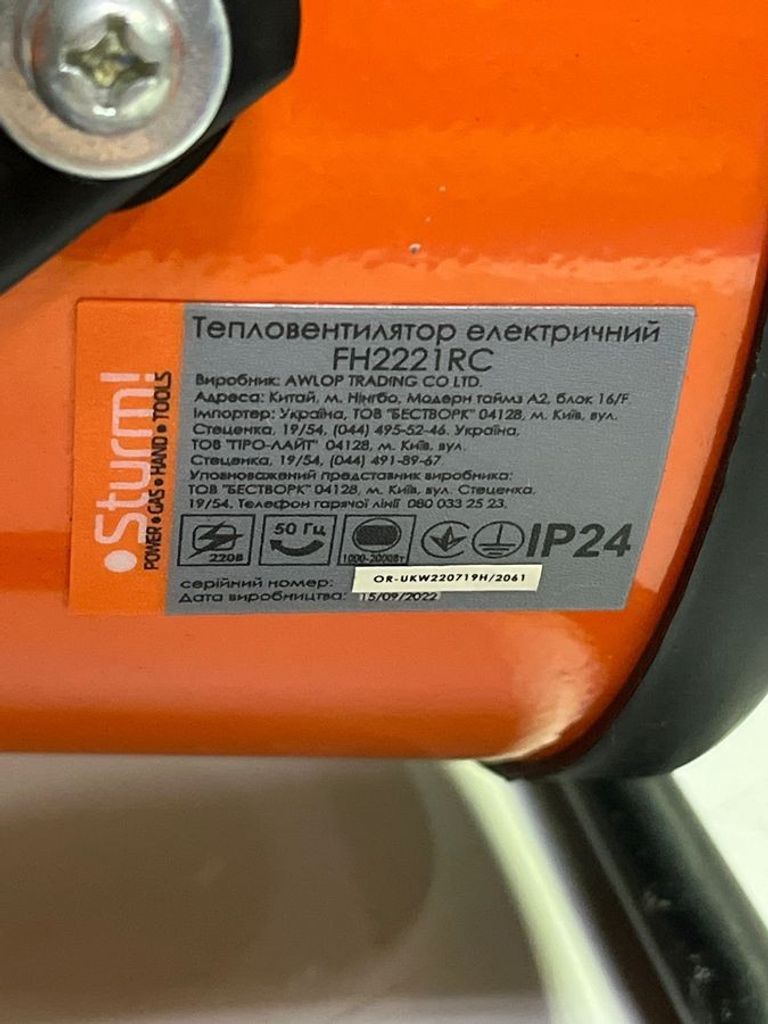 •Sturm!
POWER • GAS • HAND • TOOLS
Тепловентилятор електричний
FH2221RC
Виробник: AWLOP TRADING CO LTD.
Адреса: Китай, м. Нінгбо, Модерн таймз А2, блок 16/F
Імпортер: Україна, ТОВ "БЕСТВОРК" 04128, м. Київ, вул.
Стеценка, 19/54, (044) 495-52-46. Україна,
ТОВ "ПРО-ЛАЙТ" 04128, м. Київ, вул.
Стеценка, 19/54, (044) 491-89-67
Уповноважений представник виробника:
ТОВ "БЕСТВОРК" 04128, м. Київ, вул. Стеценка,
19/54. Телефон гарячої лінії 080 033 25 23.
220В 50 Гц 1000-2000Вт IP24
серійний номер: OR-UKW220719H/2061
Дата виробництва: 15/09/2022